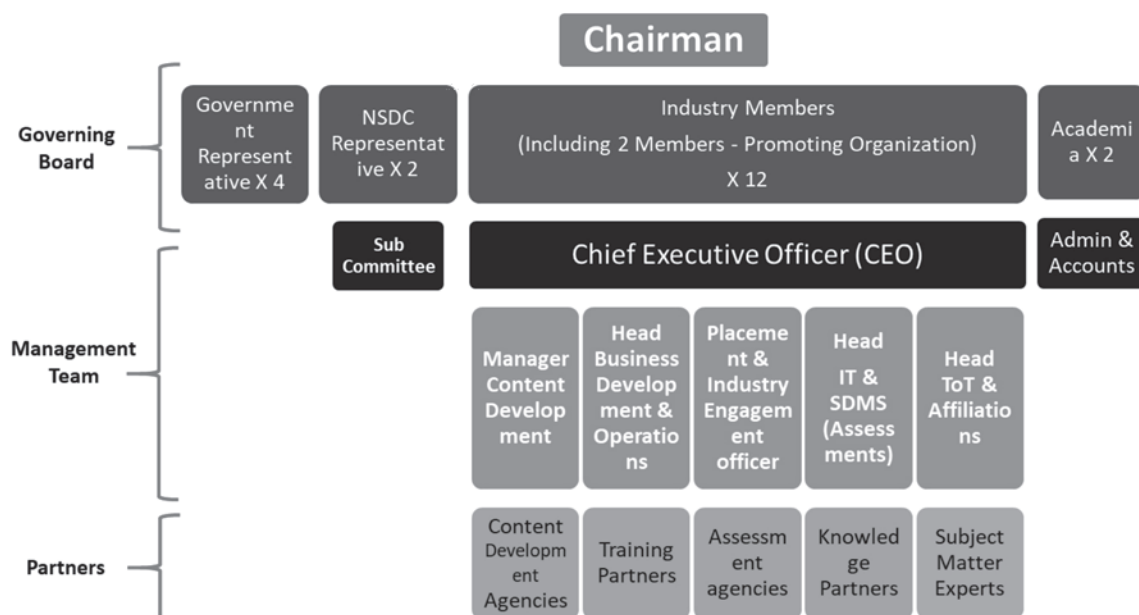 Chairman
Governing
Board
Governme
nt
Represent
ative X 4
NSDC
Representat
ive X 2
Industry Members
(Including 2 Members - Promoting Organization)
X 12
Academi
a X 2
Sub
Committee
Chief Executive Officer (CEO)
Admin &
Accounts
Management
Team
Manager
Content
Develop
ment
Head
Business
Develop
ment &
Operatio
ns
Placeme
nt &
Industry
Engagem
ent
officer
Head
IT &
SDMS
(Assess
ments)
Head
ToT &
Affiliatio
ns
Partners
Content
Developm
ent
Agencies
Training
Partners
Assessm
ent
agencies
Knowled
ge
Partners
Subject
Matter
Experts